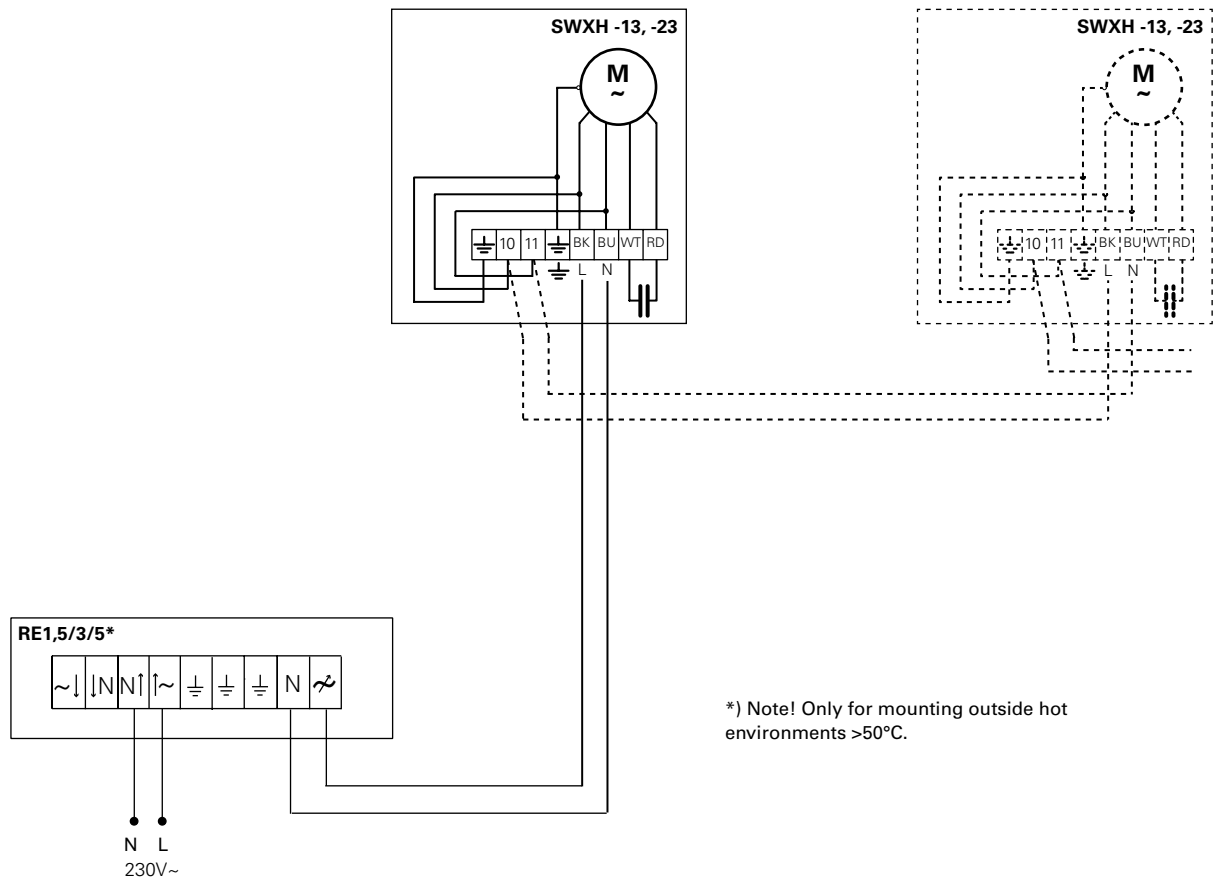 SWXH -13, -23
SWXH -13, -23
M
~
M
~
10 11 BK BU WT RD
10 11 BK BU WT RD
L N
L N
RE1,5/3/5*
~↓ ↓N N↑ ↑~ N ~
*) Note! Only for mounting outside hot
environments >50°C.
N L
230V~